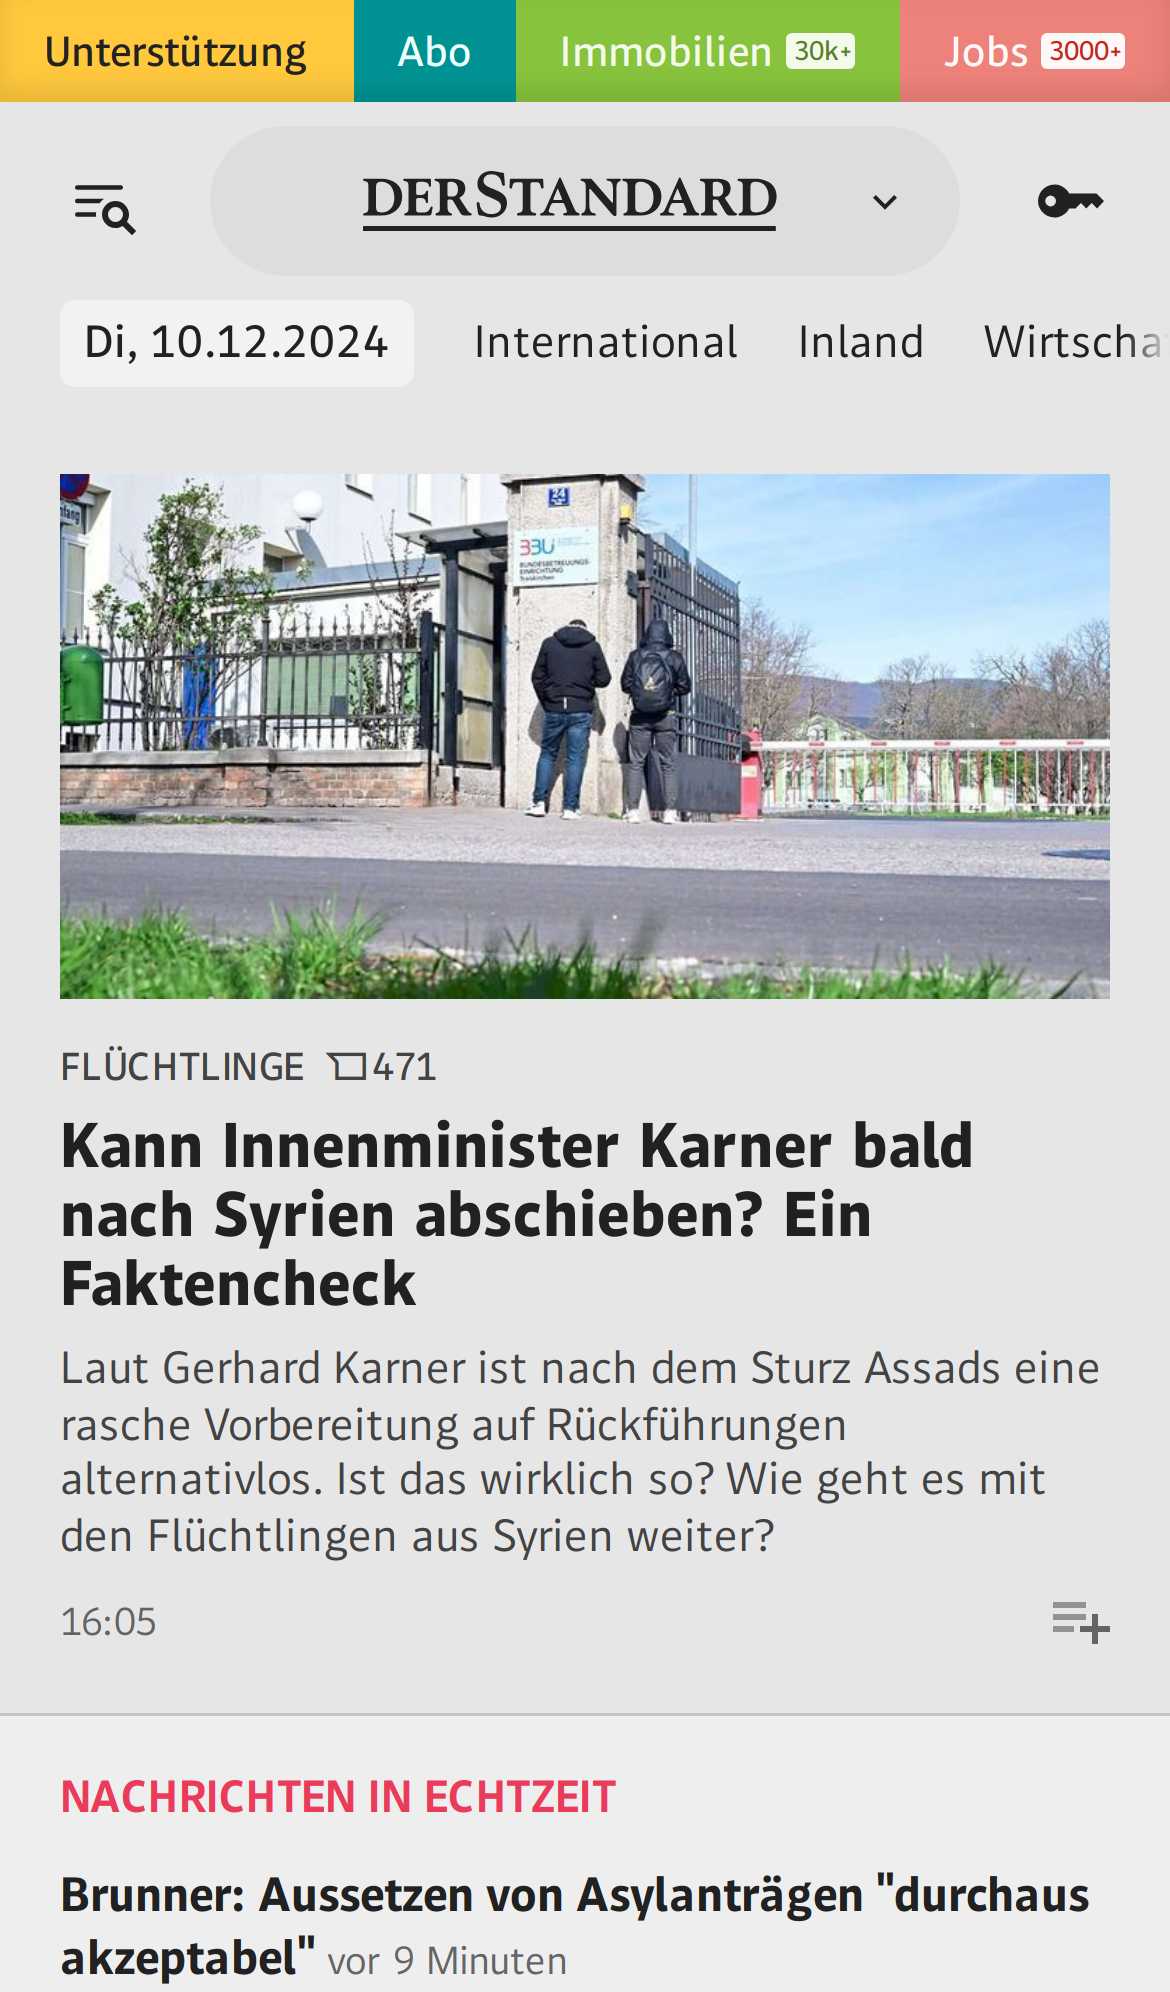 Unterstützung
Abo
Immobilien 30k+
Jobs 3000+
DERSTANDARD
Di, 10.12.2024
International
Inland
Wirtscha
24
BBU
BUNDESBETREUUNGS-
EINRICHTUNG
Traiskirchen
FLÜCHTLINGE 471
Kann Innenminister Karner bald
nach Syrien abschieben? Ein
Faktencheck
Laut Gerhard Karner ist nach dem Sturz Assads eine
rasche Vorbereitung auf Rückführungen
alternativlos. Ist das wirklich so? Wie geht es mit
den Flüchtlingen aus Syrien weiter?
16:05
NACHRICHTEN IN ECHTZEIT
Brunner: Aussetzen von Asylanträgen "durchaus
akzeptabel" vor 9 Minuten